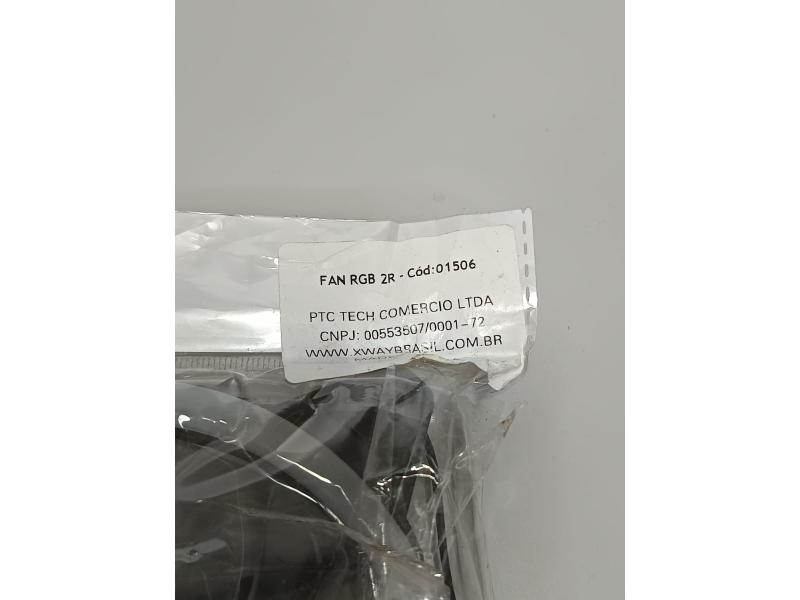 FAN RGB 2R - Cód:01506
PTC TECH COMERCIO LTDA
CNPJ: 00553507/0001-72
WWW.XWAYBRASIL.COM.BR